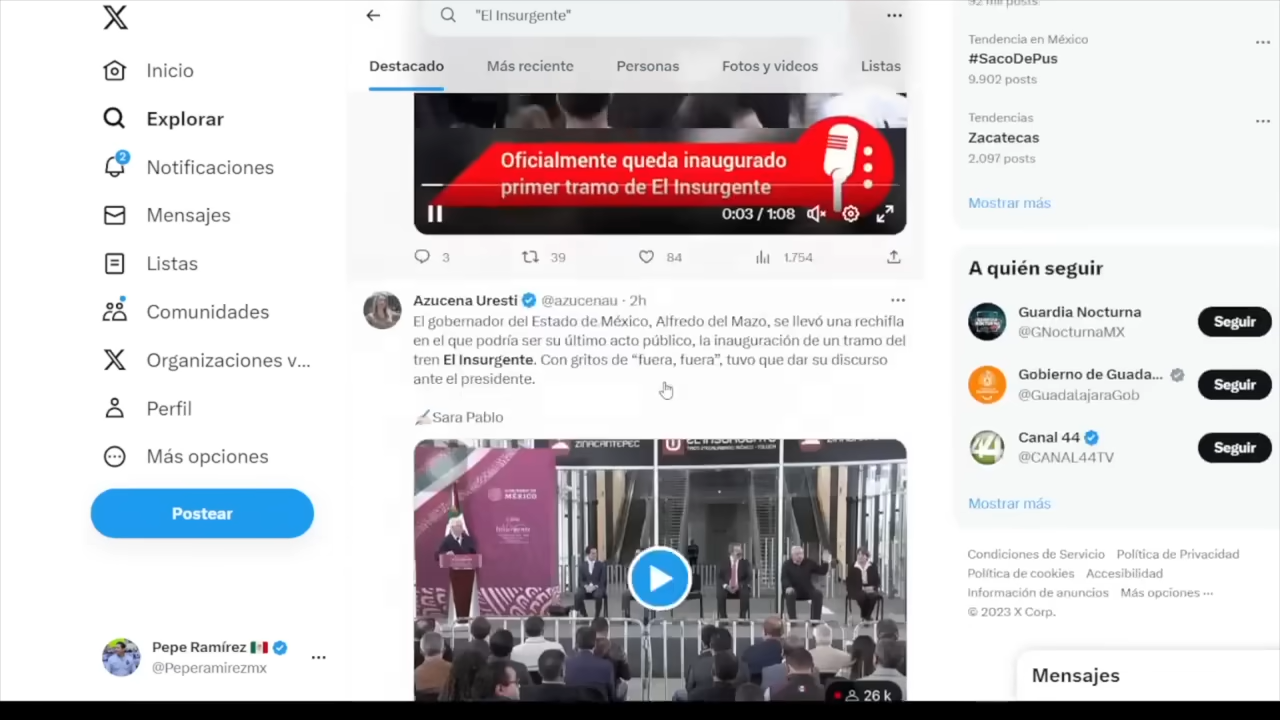 Inicio
Explorar
2
Notificaciones
Mensajes
Listas
Comunidades
Organizaciones v...
Perfil
Más opciones
Postear
Pepe Ramírez
@Peperamirezmx
"El Insurgente"
Destacado
Más reciente
Personas
Fotos y videos
Listas
Oficialmente queda inaugurado
primer tramo de El Insurgente
0:03 / 1:08
3
39
84
1.754
Azucena Uresti @azucenau · 2h
El gobernador del Estado de México, Alfredo del Mazo, se llevó una rechifla
en el que podría ser su último acto público, la inauguración de un tramo del
tren El Insurgente. Con gritos de “fuera, fuera”, tuvo que dar su discurso
ante el presidente.
Sara Pablo
ZINACANTEPEC
EL INSURGENTE
MÉXICO
26 k
92 mil posts
Tendencia en México
#SacoDePus
9.902 posts
Tendencias
Zacatecas
2.097 posts
Mostrar más
A quién seguir
Guardia Nocturna
@GNocturnaMX
Seguir
Gobierno de Guada...
@GuadalajaraGob
Seguir
Canal 44
@CANAL44TV
Seguir
Mostrar más
Condiciones de Servicio Política de Privacidad
Política de cookies Accesibilidad
Información de anuncios Más opciones ···
© 2023 X Corp.
Mensajes